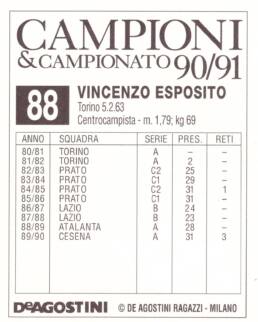 CAMPIONI
& CAMPIONATO 90/91
88 VINCENZO ESPOSITO
Torino 5.2.63
Centrocampista - m. 1,79; kg 69
ANNO SQUADRA SERIE PRES. RETI
80/81 TORINO A – –
81/82 TORINO A 2 –
82/83 PRATO C2 25 –
83/84 PRATO C1 29 –
84/85 PRATO C2 31 1
85/86 PRATO C1 31 –
86/87 LAZIO B 24 –
87/88 LAZIO B 23 –
88/89 ATALANTA A 28 –
89/90 CESENA A 31 3
DeAGOSTINI © DE AGOSTINI RAGAZZI - MILANO